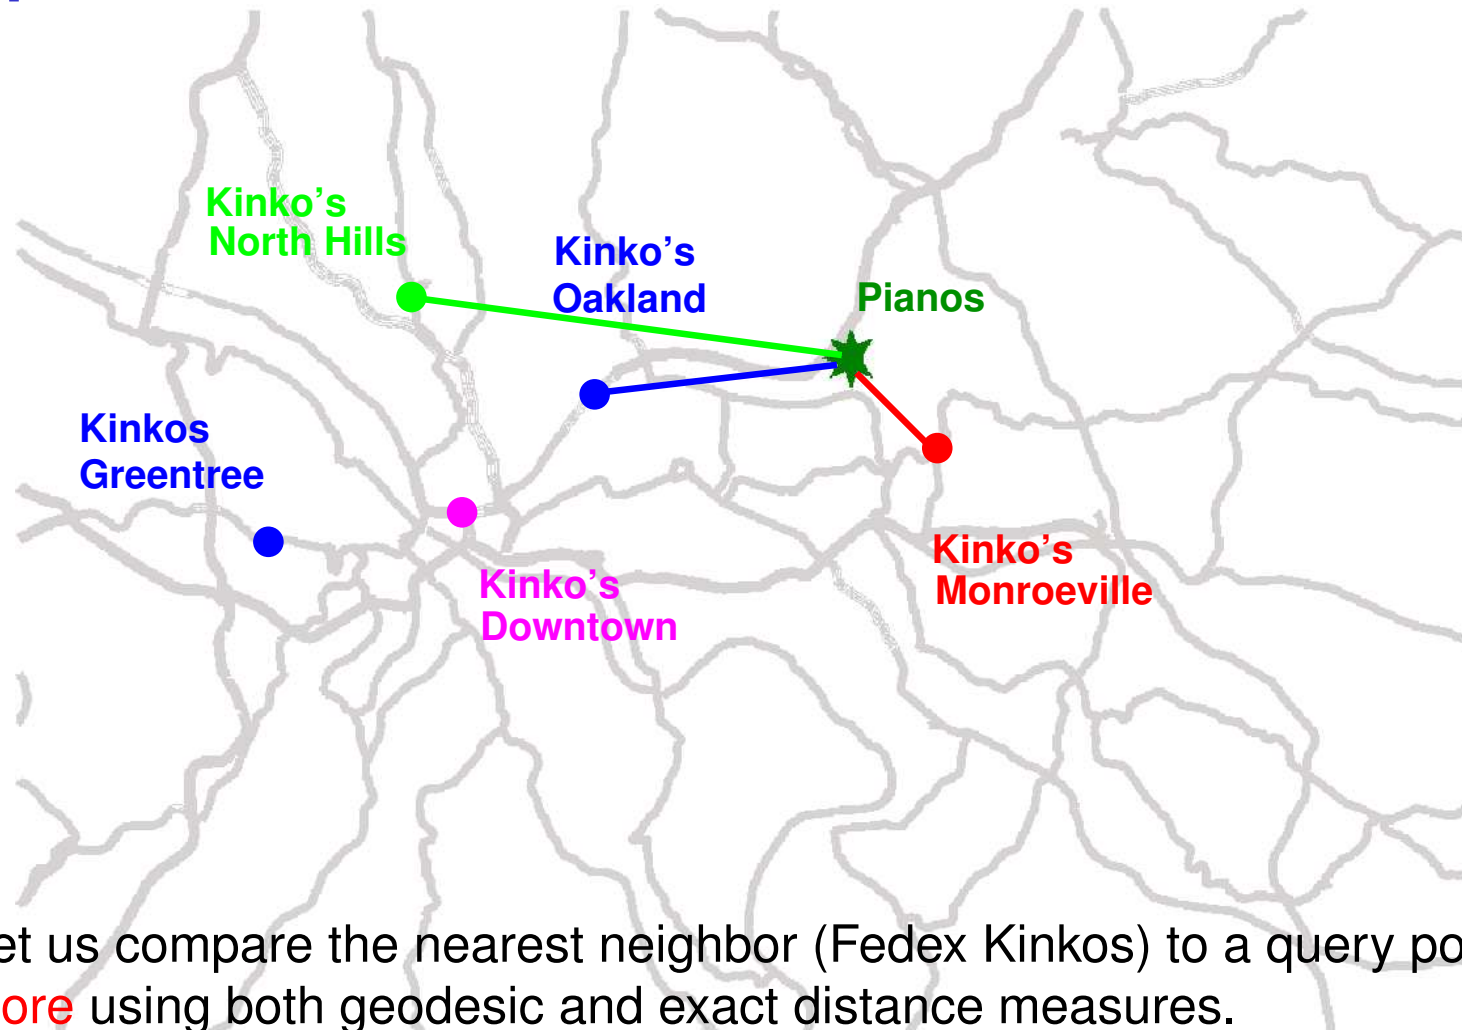 Kinko’s
North Hills
Kinko’s
Oakland
Pianos
Kinkos
Greentree
Kinko’s
Monroeville
Kinko’s
Downtown
et us compare the nearest neighbor (Fedex Kinkos) to a query po
ore using both geodesic and exact distance measures.